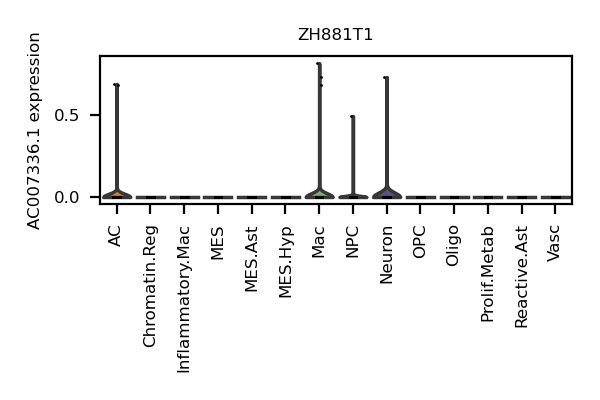 ZH881T1
AC007336.1 expression
0.5
0.0
AC
Chromatin.Reg
Inflammatory.Mac
MES
MES.Ast
MES.Hyp
Mac
NPC
Neuron
OPC
Oligo
Prolif.Metab
Reactive.Ast
Vasc